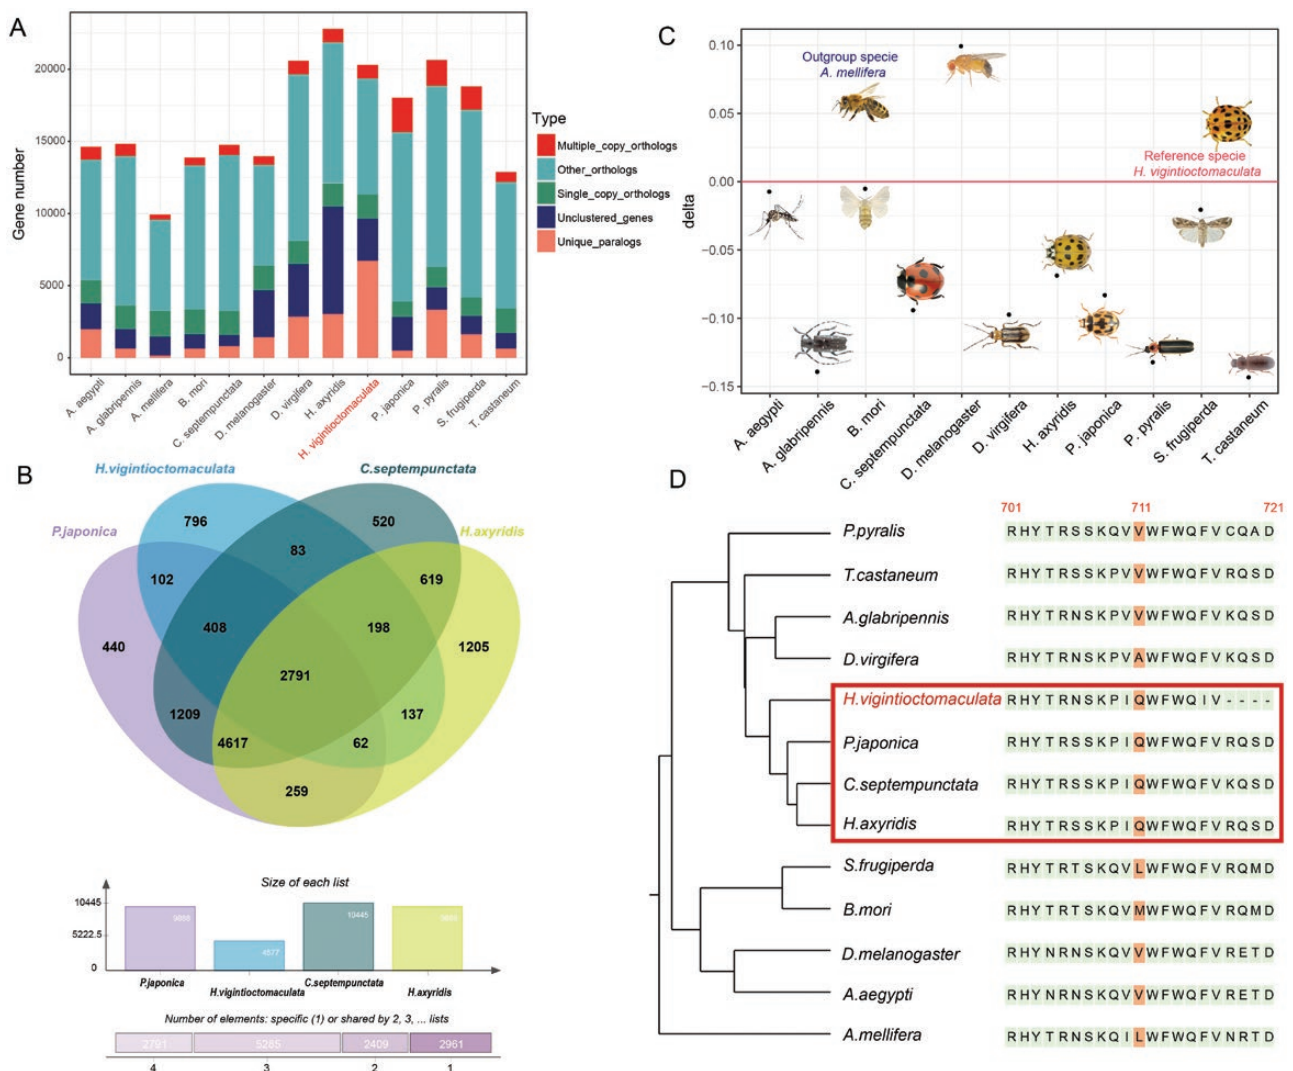 A
20000
15000
10000
5000
0
Gene number
A. aegypti
A. glabripennis
A. mellifera
B. mori
C. septempunctata
D. melanogaster
D. virgifera
H. axyridis
H. vigintioctomaculata
P. japonica
P. pyralis
S. frugiperda
T. castaneum
Type
Multiple_copy_orthologs
Other_orthologs
Single_copy_orthologs
Unclustered_genes
Unique_paralogs
C
0.10
0.05
0.00
−0.05
−0.10
−0.15
delta
Outgroup specie
A. mellifera
Reference specie
H. vigintioctomaculata
A. aegypti
A. glabripennis
B. mori
C. septempunctata
D. melanogaster
D. virgifera
H. axyridis
P. japonica
P. pyralis
S. frugiperda
T. castaneum
B
H.vigintioctomaculata
C.septempunctata
P.japonica
H.axyridis
796
520
83
102
619
408
198
440
1205
2791
1209
137
4617
62
259
Size of each list
10445
5222.5
0
4577
10445
P.japonica
H.vigintioctomaculata
C.septempunctata
H.axyridis
Number of elements: specific (1) or shared by 2, 3, ... lists
2791
5285
2409
2961
4
3
2
1
D
701
711
721
P.pyralis
RHYTRSSKQVVWFWQFVCQAD
T.castaneum
RHYTRSSKPVVWFWQFVRQSD
A.glabripennis
RHYTRNSKPVVWFWQFVKQSD
D.virgifera
RHYTRNSKPVAWFWQFVKQSD
H.vigintioctomaculata
RHYTRNSKPIQWFWQIV----
P.japonica
RHYTRSSKPIQWFWQFVRQSD
C.septempunctata
RHYTRSSKPIQWFWQFVKQSD
H.axyridis
RHYTRSSKPIQWFWQFVRQSD
S.frugiperda
RHYTRTSKQVLWFWQFVRQMD
B.mori
RHYTRTSKQVMWFWQFVRQMD
D.melanogaster
RHYNRNSKQVVWFWQFVRETD
A.aegypti
RHYNRNSKQVVWFWQFVRETD
A.mellifera
RHYTRSSKQILWFWQFVNRTD